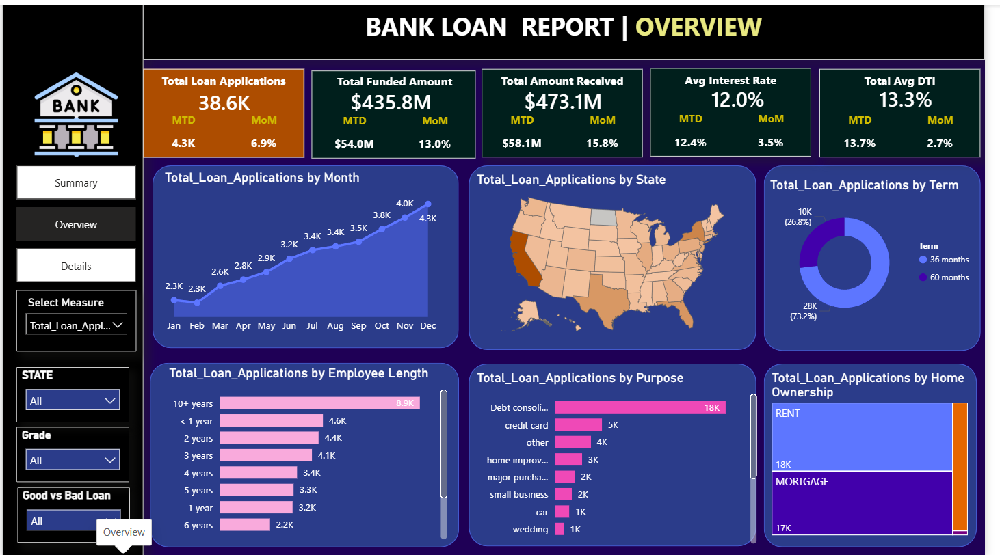 BANK LOAN REPORT | OVERVIEW
BANK
Summary
Overview
Details
Select Measure
Total_Loan_Appl...
STATE
All
Grade
All
Good vs Bad Loan
All
Overview
Total Loan Applications
38.6K
MTD MoM
4.3K 6.9%
Total Funded Amount
$435.8M
MTD MoM
$54.0M 13.0%
Total Amount Received
$473.1M
MTD MoM
$58.1M 15.8%
Avg Interest Rate
12.0%
MTD MoM
12.4% 3.5%
Total Avg DTI
13.3%
MTD MoM
13.7% 2.7%
Total_Loan_Applications by Month
2.3K 2.3K 2.6K 2.8K 2.9K 3.2K 3.4K 3.4K 3.5K 3.8K 4.0K 4.3K
Jan Feb Mar Apr May Jun Jul Aug Sep Oct Nov Dec
Total_Loan_Applications by State
Total_Loan_Applications by Term
10K
(26.8%)
28K
(73.2%)
Term
36 months
60 months
Total_Loan_Applications by Employee Length
10+ years 8.9K
< 1 year 4.6K
2 years 4.4K
3 years 4.1K
4 years 3.4K
5 years 3.3K
1 year 3.2K
6 years 2.2K
Total_Loan_Applications by Purpose
Debt consoli... 18K
credit card 5K
other 4K
home improv... 3K
major purcha... 2K
small business 2K
car 1K
wedding 1K
Total_Loan_Applications by Home
Ownership
RENT
18K
MORTGAGE
17K